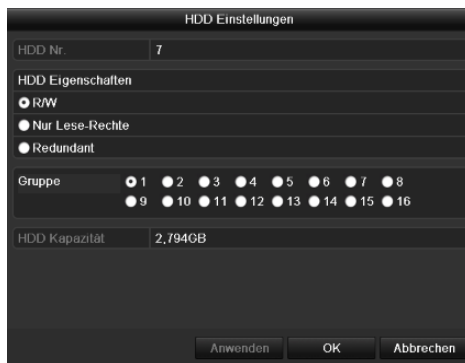 HDD Einstellungen
HDD Nr. 7
HDD Eigenschaften
R/W
Nur Lese-Rechte
Redundant
Gruppe 1 2 3 4 5 6 7 8
9 10 11 12 13 14 15 16
HDD Kapazität 2,794GB
Anwenden OK Abbrechen